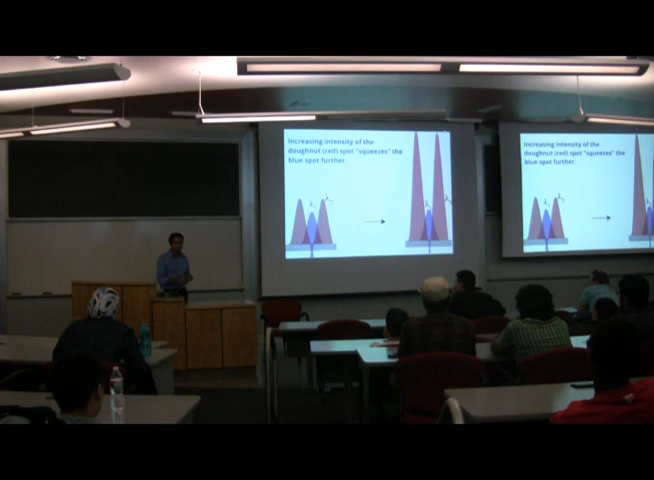 Increasing intensity of the
doughnut (red) spot "squeezes" the
blue spot further.
Increasing intensity of the
doughnut (red) spot "squeezes" the
blue spot further.